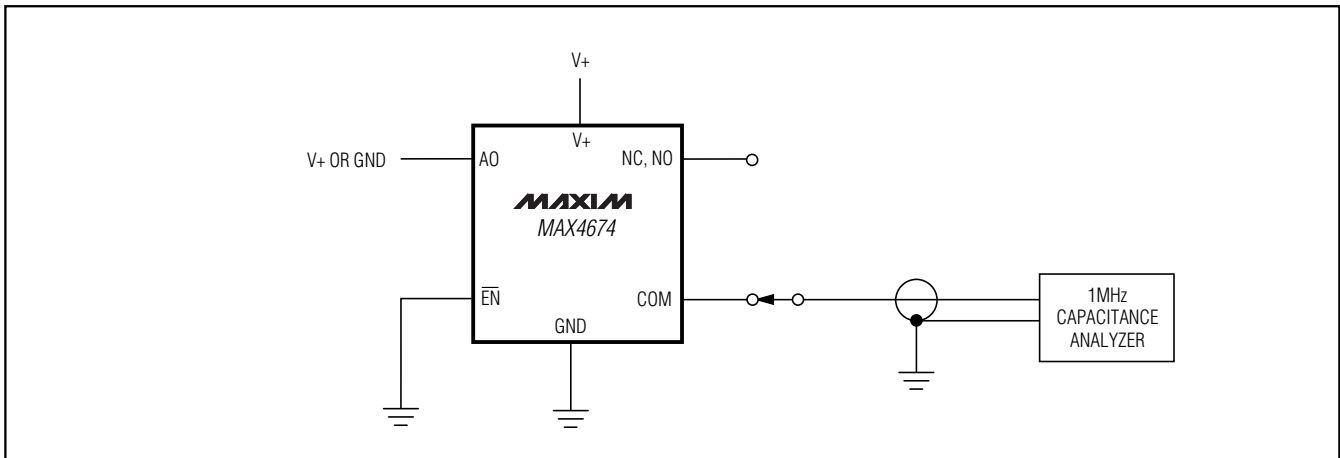 V+
V+
V+ OR GND
AO
NC, NO
MAXIM
MAX4674
EN
COM
GND
1MHz
CAPACITANCE
ANALYZER